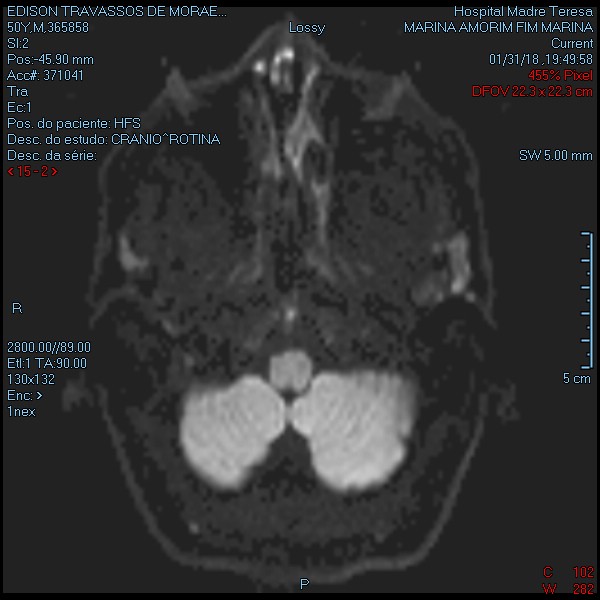 EDISON TRAVASSOS DE MORAE...
50Y,M,365858
Sl:2
Pos:-45.90 mm
Acc#: 371041
Tra
Ec:1
Pos. do paciente: HFS
Desc. do estudo: CRANIO^ROTINA
Desc. da série:
< 15 - 2 >
Lossy
Hospital Madre Teresa
MARINA AMORIM FIM MARINA
Current
01/31/18 ,19:49:58
455% Pixel
DFOV 22.3 x 22.3 cm
SW 5.00 mm
R
2800.00//89.00
Etl:1 TA:90.00
130x132
Enc: >
1nex
5 cm
P
C 102
W 282